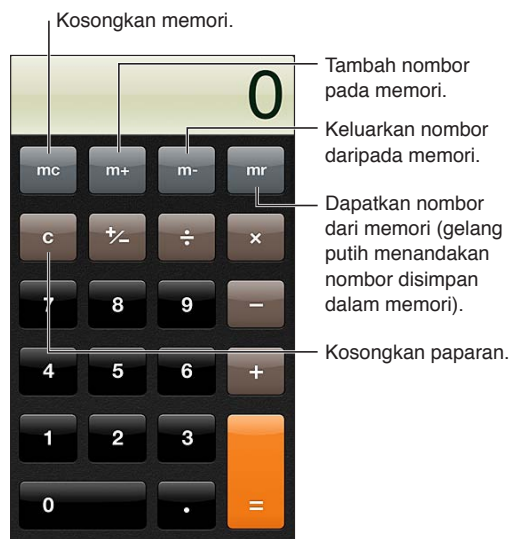 Kosongkan memori.
Tambah nombor
pada memori.
0
Keluarkan nombor
daripada memori.
mc m+ m- mr
Dapatkan nombor
dari memori (gelang
putih menandakan
nombor disimpan
dalam memori).
c +/− ÷ ×
7 8 9 −
Kosongkan paparan.
4 5 6 +
1 2 3
0 . =